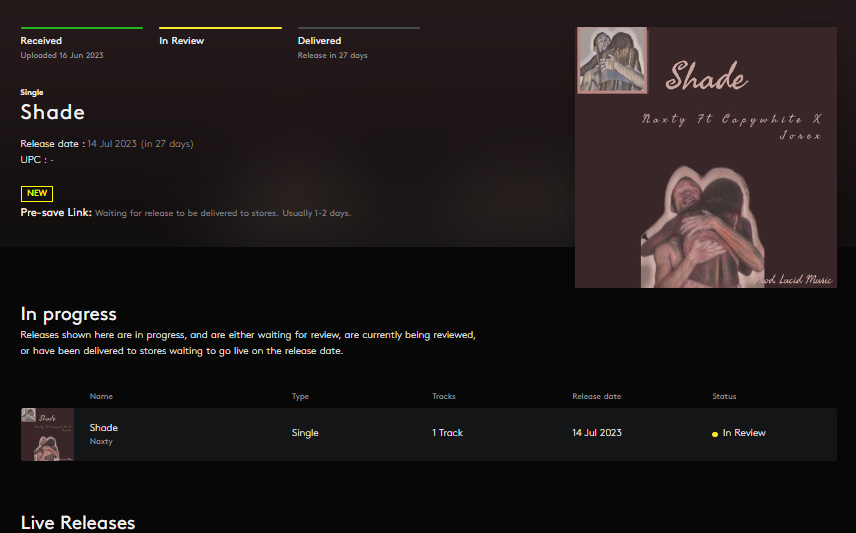 Received
Uploaded 16 Jun 2023
In Review
Delivered
Release in 27 days
Single
Shade
Release date : 14 Jul 2023 (in 27 days)
UPC : -
NEW
Pre-save Link: Waiting for release to be delivered to stores. Usually 1-2 days.
Shade
Naxty Ft Capywhite X
Jorex
Prod Lucid Music
In progress
Releases shown here are in progress, and are either waiting for review, are currently being reviewed,
or have been delivered to stores waiting to go live on the release date.
Name Type Tracks Release date Status
Shade
Shade Single 1 Track 14 Jul 2023 In Review
Naxty
Live Releases